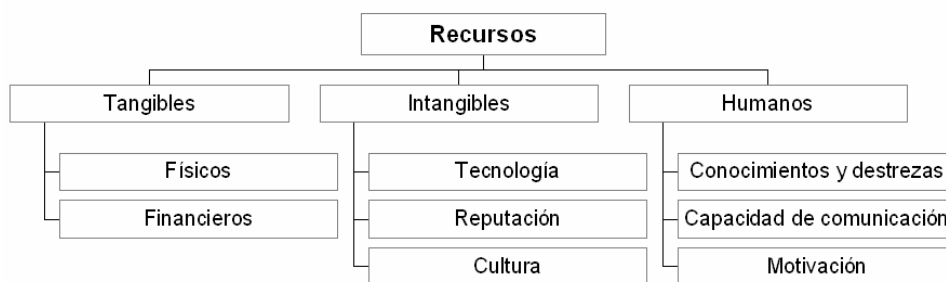 Recursos
Tangibles
Intangibles
Humanos
Físicos
Tecnología
Conocimientos y destrezas
Financieros
Reputación
Capacidad de comunicación
Cultura
Motivación